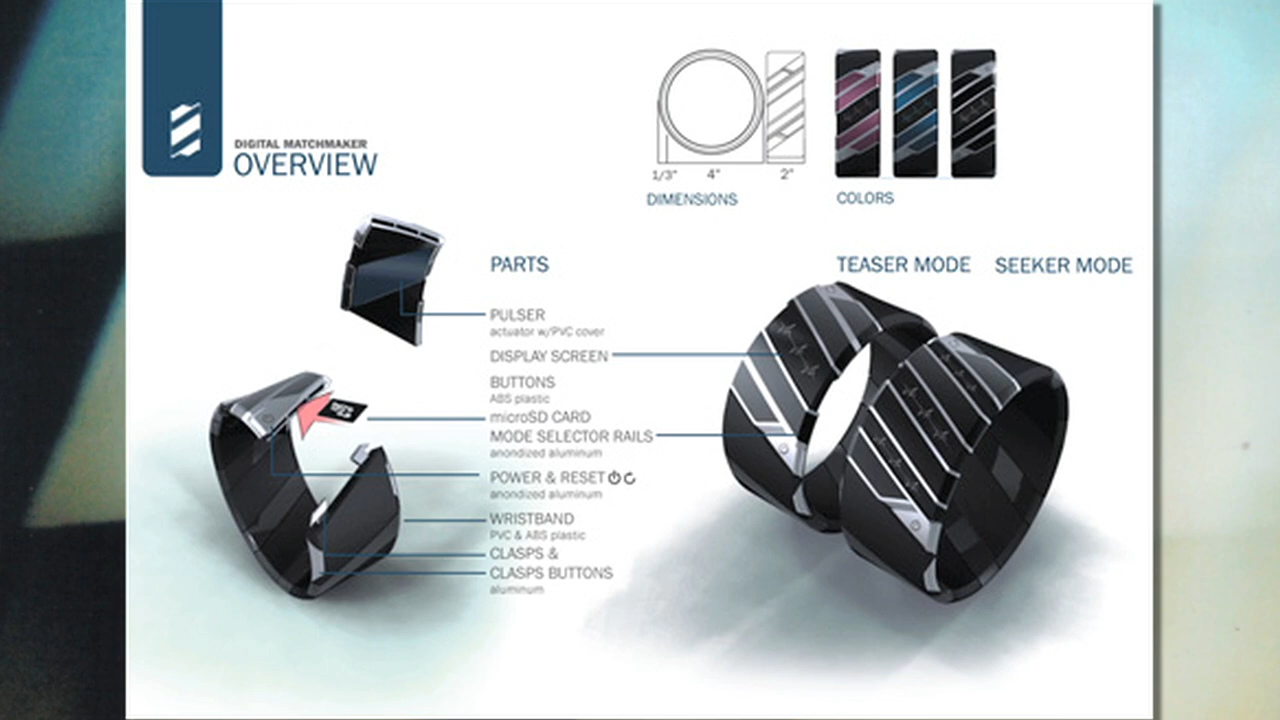 DIGITAL MATCHMAKER
OVERVIEW
1/3" 4" 2"
DIMENSIONS
COLORS
PARTS
TEASER MODE
SEEKER MODE
PULSER
actuator w/PVC cover
DISPLAY SCREEN
BUTTONS
ABS plastic
microSD CARD
MODE SELECTOR RAILS
anondized aluminum
POWER & RESET
anondized aluminum
WRISTBAND
PVC & ABS plastic
CLASPS &
CLASPS BUTTONS
aluminum